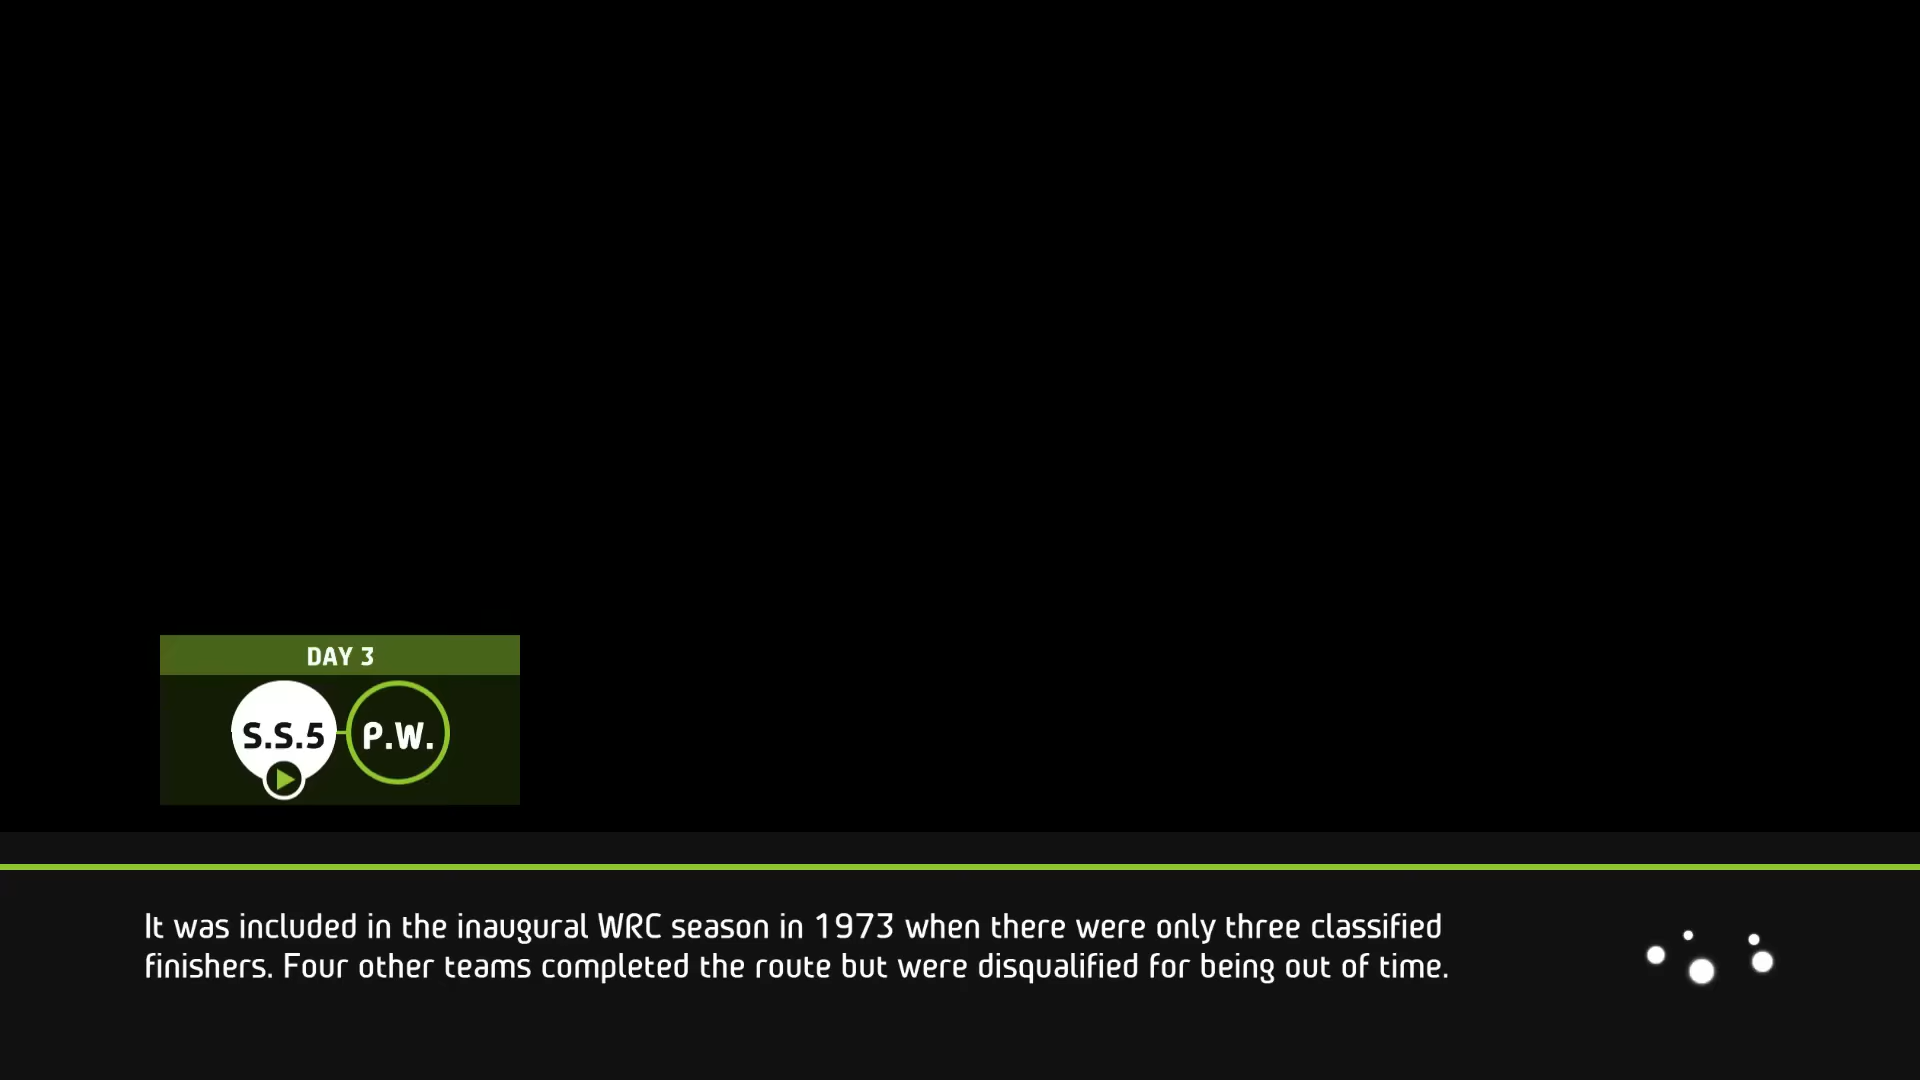 DAY 3
S.S.5 P.W.
It was included in the inaugural WRC season in 1973 when there were only three classified
finishers. Four other teams completed the route but were disqualified for being out of time.